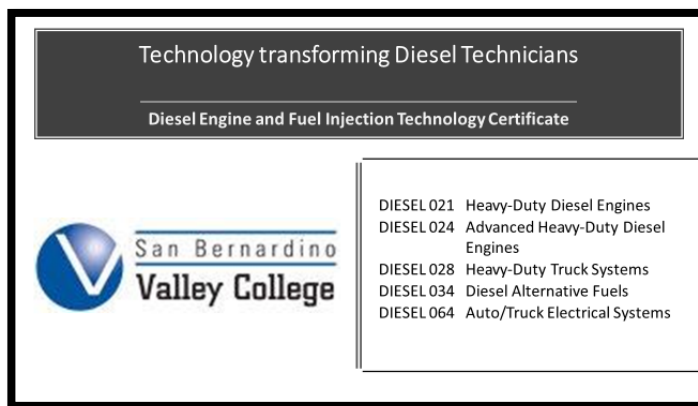 Technology transforming Diesel Technicians
Diesel Engine and Fuel Injection Technology Certificate
San Bernardino
Valley College
DIESEL 021 Heavy-Duty Diesel Engines
DIESEL 024 Advanced Heavy-Duty Diesel
Engines
DIESEL 028 Heavy-Duty Truck Systems
DIESEL 034 Diesel Alternative Fuels
DIESEL 064 Auto/Truck Electrical Systems